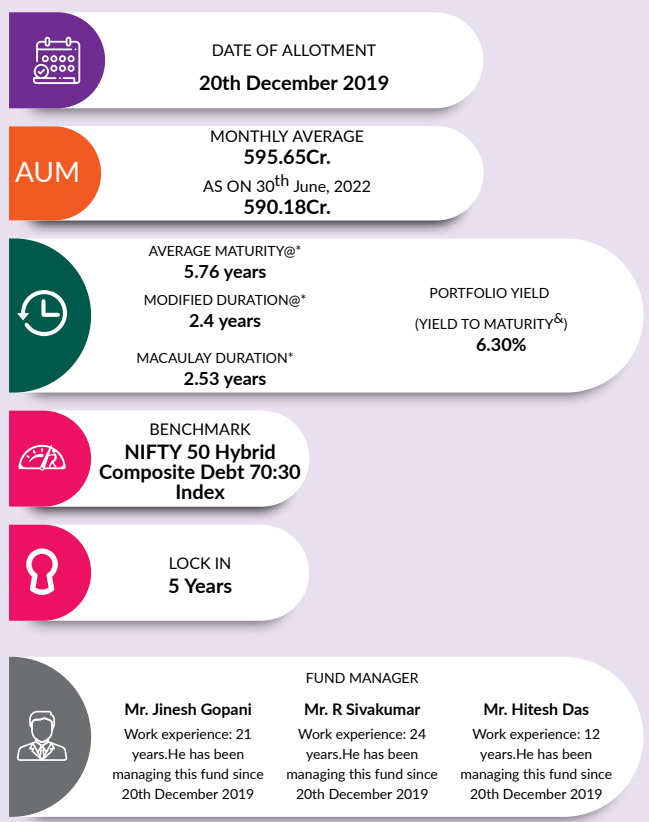 DATE OF ALLOTMENT
20th December 2019
AUM
MONTHLY AVERAGE
595.65Cr.
AS ON 30th June, 2022
590.18Cr.
AVERAGE MATURITY@*
5.76 years
MODIFIED DURATION@*
2.4 years
MACAULAY DURATION*
2.53 years
PORTFOLIO YIELD
(YIELD TO MATURITY&)
6.30%
BENCHMARK
NIFTY 50 Hybrid
Composite Debt 70:30
Index
LOCK IN
5 Years
FUND MANAGER
Mr. Jinesh Gopani
Work experience: 21
years.He has been
managing this fund since
20th December 2019
Mr. R Sivakumar
Work experience: 24
years.He has been
managing this fund since
20th December 2019
Mr. Hitesh Das
Work experience: 12
years.He has been
managing this fund since
20th December 2019